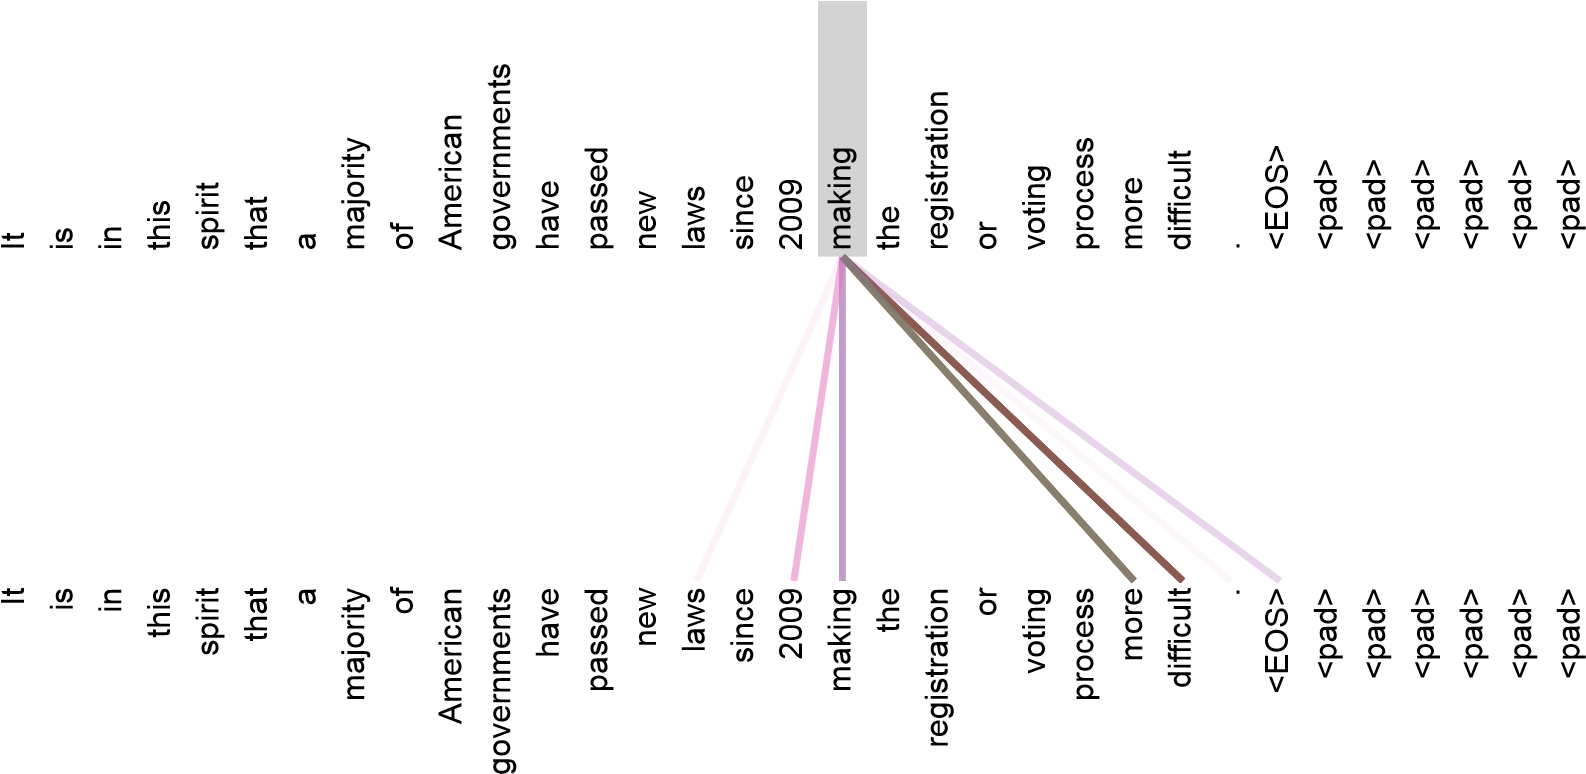 It is in this spirit that a majority of American governments have passed new laws since 2009 making the registration or voting process more difficult . <EOS> <pad> <pad> <pad> <pad> <pad> <pad>
It is in this spirit that a majority of American governments have passed new laws since 2009 making the registration or voting process more difficult . <EOS> <pad> <pad> <pad> <pad> <pad> <pad>